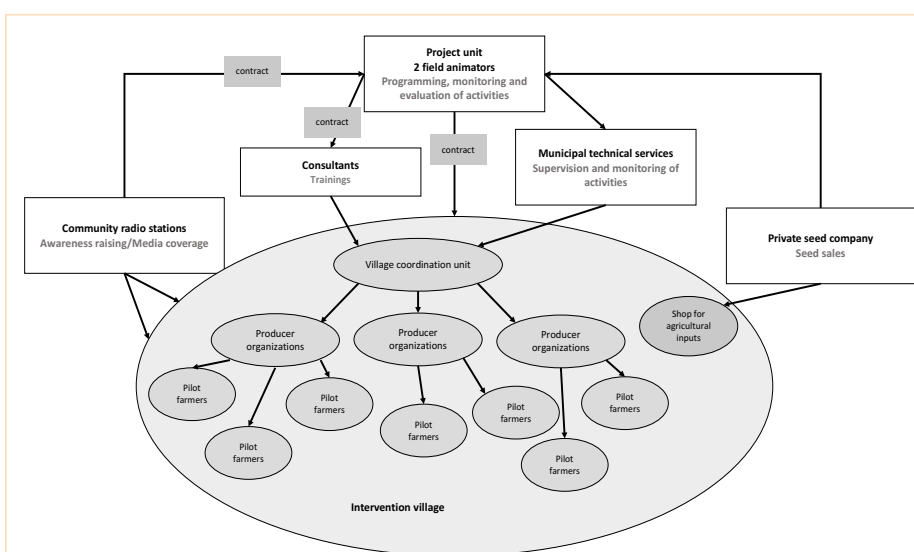 Project unit
2 field animators
Programming, monitoring and
evaluation of activities
contract
contract
contract
Consultants
Trainings
Municipal technical services
Supervision and monitoring of
activities
Community radio stations
Awareness raising/Media coverage
Private seed company
Seed sales
Village coordination unit
Shop for
agricultural
inputs
Producer
organizations
Producer
organizations
Producer
organizations
Pilot
farmers
Pilot
farmers
Pilot
farmers
Pilot
farmers
Pilot
farmers
Pilot
farmers
Pilot
farmers
Intervention village